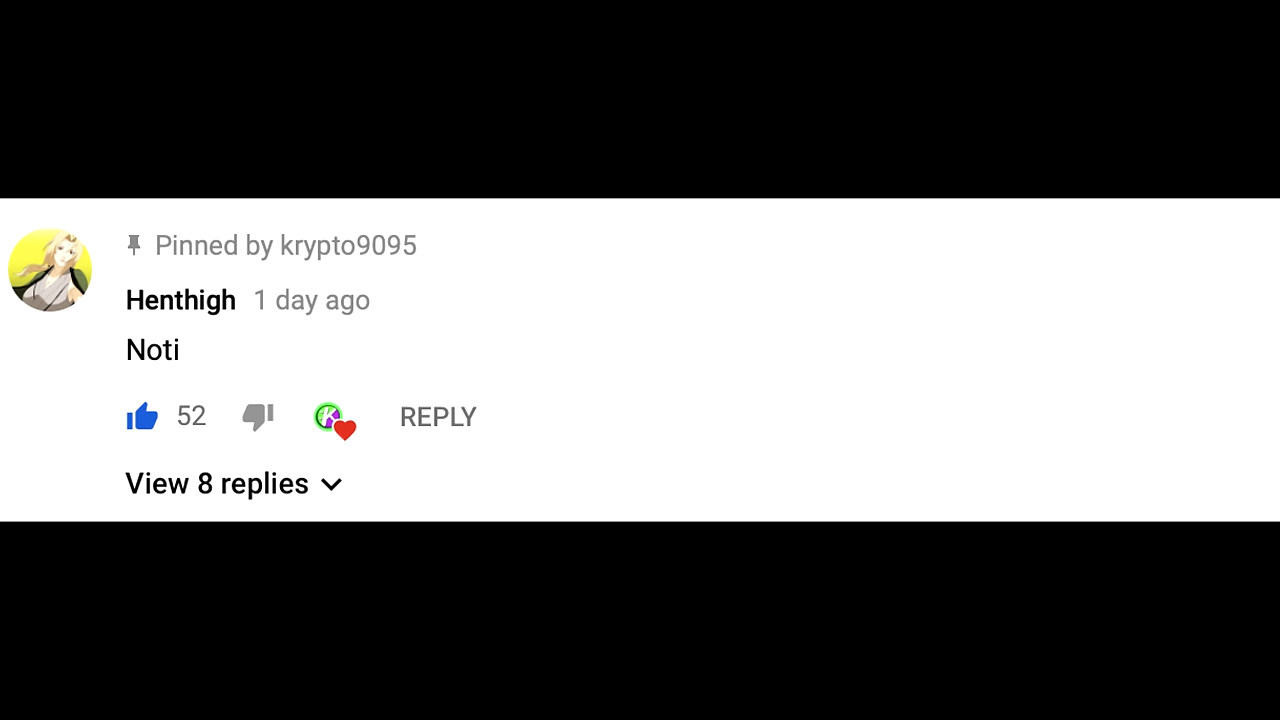 Pinned by krypto9095
Henthigh 1 day ago
Noti
52 K REPLY
View 8 replies